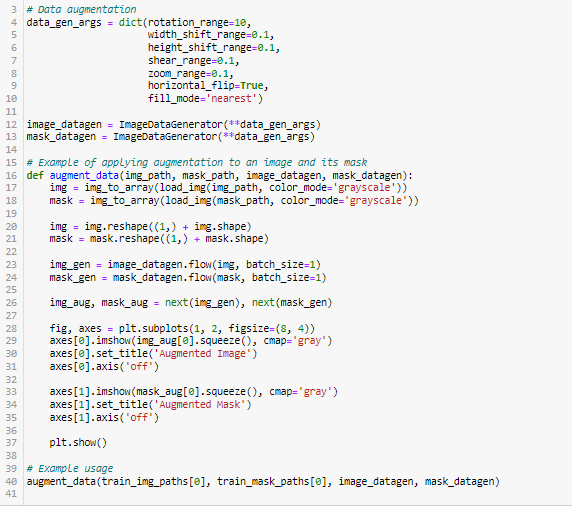 3 # Data augmentation
4 data_gen_args = dict(rotation_range=10,
5                      width_shift_range=0.1,
6                      height_shift_range=0.1,
7                      shear_range=0.1,
8                      zoom_range=0.1,
9                      horizontal_flip=True,
10                     fill_mode='nearest')
11
12 image_datagen = ImageDataGenerator(**data_gen_args)
13 mask_datagen = ImageDataGenerator(**data_gen_args)
14
15 # Example of applying augmentation to an image and its mask
16 def augment_data(img_path, mask_path, image_datagen, mask_datagen):
17     img = img_to_array(load_img(img_path, color_mode='grayscale'))
18     mask = img_to_array(load_img(mask_path, color_mode='grayscale'))
19
20     img = img.reshape((1,) + img.shape)
21     mask = mask.reshape((1,) + mask.shape)
22
23     img_gen = image_datagen.flow(img, batch_size=1)
24     mask_gen = mask_datagen.flow(mask, batch_size=1)
25
26     img_aug, mask_aug = next(img_gen), next(mask_gen)
27
28     fig, axes = plt.subplots(1, 2, figsize=(8, 4))
29     axes[0].imshow(img_aug[0].squeeze(), cmap='gray')
30     axes[0].set_title('Augmented Image')
31     axes[0].axis('off')
32
33     axes[1].imshow(mask_aug[0].squeeze(), cmap='gray')
34     axes[1].set_title('Augmented Mask')
35     axes[1].axis('off')
36
37     plt.show()
38
39 # Example usage
40 augment_data(train_img_paths[0], train_mask_paths[0], image_datagen, mask_datagen)
41